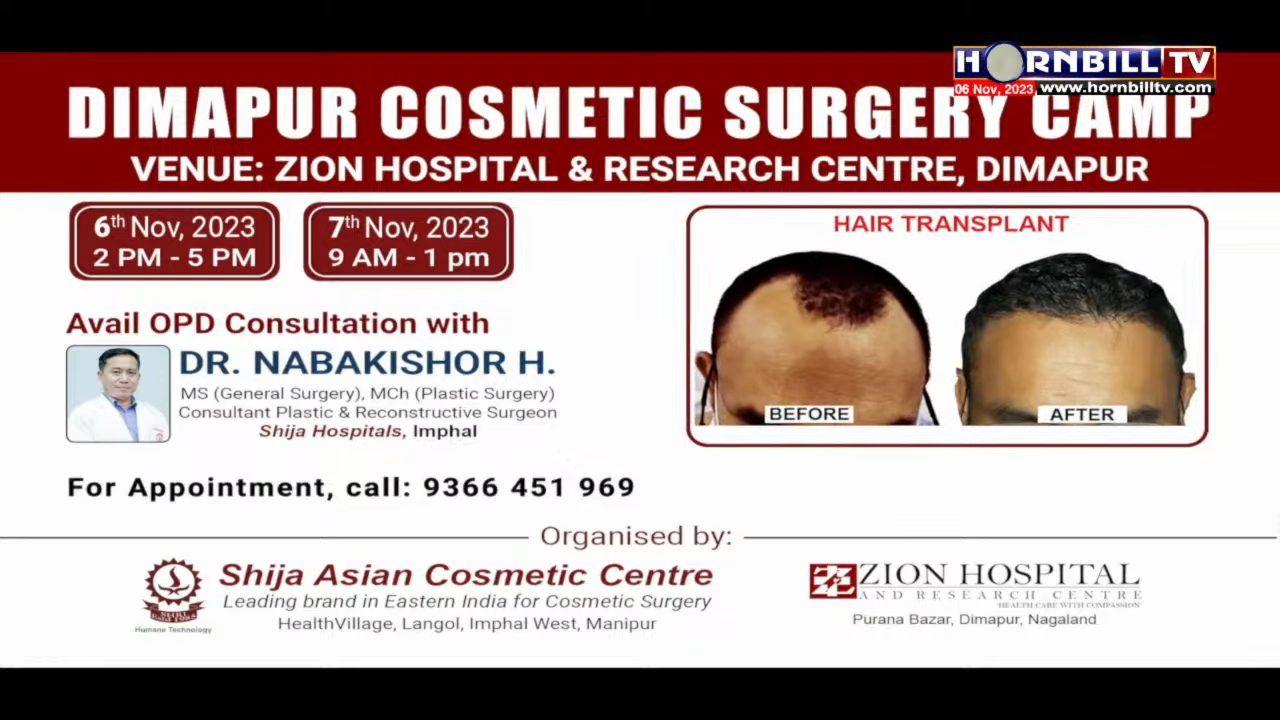 HORNBILL TV
06 Nov, 2023 www.hornbilltv.com
DIMAPUR COSMETIC SURGERY CAMP
VENUE: ZION HOSPITAL & RESEARCH CENTRE, DIMAPUR
6th Nov, 2023
2 PM - 5 PM
7th Nov, 2023
9 AM - 1 pm
Avail OPD Consultation with
DR. NABAKISHOR H.
MS (General Surgery), MCh (Plastic Surgery)
Consultant Plastic & Reconstructive Surgeon
Shija Hospitals, Imphal
HAIR TRANSPLANT
BEFORE
AFTER
For Appointment, call: 9366 451 969
Organised by:
Humane Technology
Shija Asian Cosmetic Centre
Leading brand in Eastern India for Cosmetic Surgery
HealthVillage, Langol, Imphal West, Manipur
ZION HOSPITAL
AND RESEARCH CENTRE
'HEALTH CARE WITH COMPASSION'
Purana Bazar, Dimapur, Nagaland